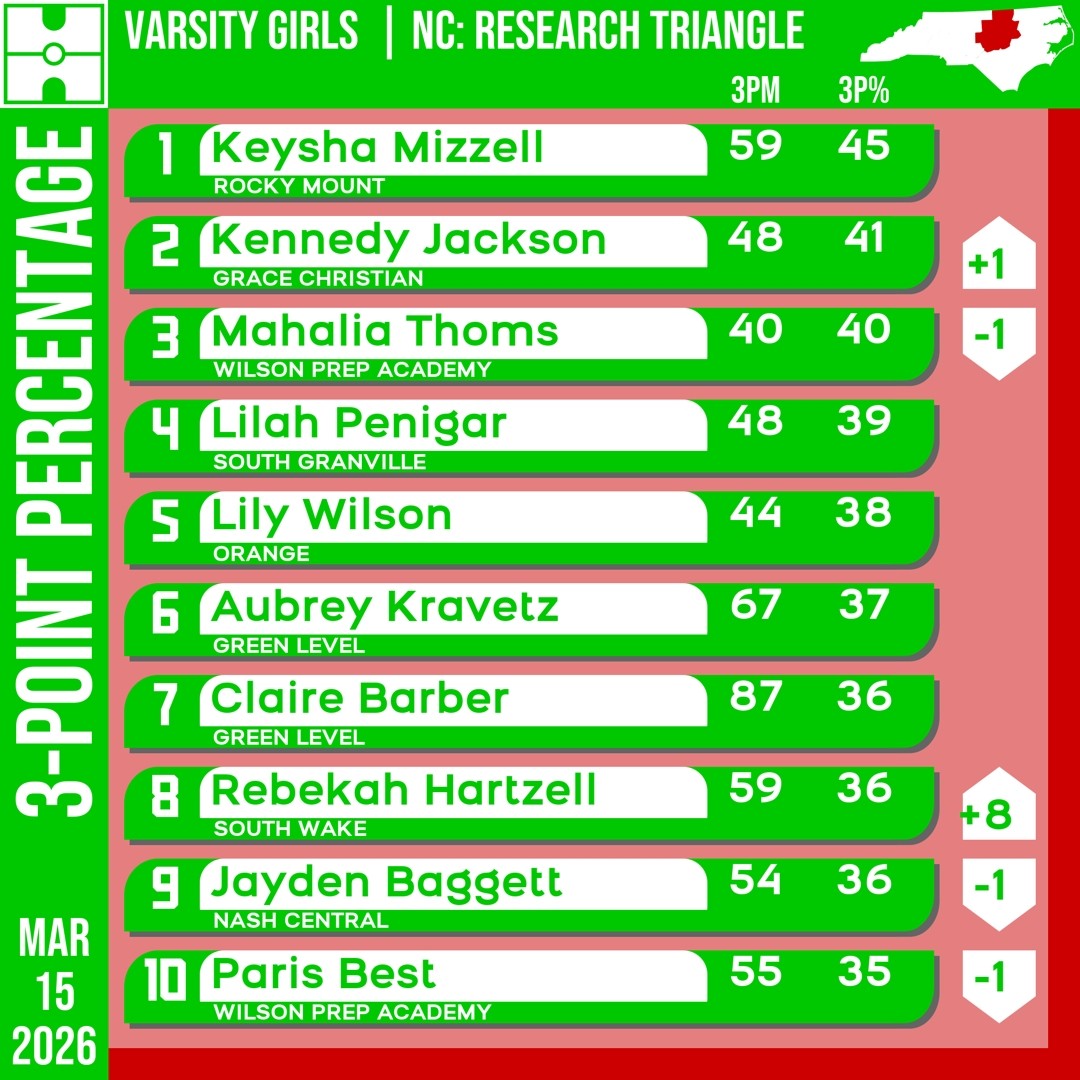 VARSITY GIRLS | NC: RESEARCH TRIANGLE
3PM 3P%
3-POINT PERCENTAGE
MAR
15
2026
1 Keysha Mizzell 59 45
ROCKY MOUNT
2 Kennedy Jackson 48 41 +1
GRACE CHRISTIAN
3 Mahalia Thoms 40 40 -1
WILSON PREP ACADEMY
4 Lilah Penigar 48 39
SOUTH GRANVILLE
5 Lily Wilson 44 38
ORANGE
6 Aubrey Kravetz 67 37
GREEN LEVEL
7 Claire Barber 87 36
GREEN LEVEL
8 Rebekah Hartzell 59 36 +8
SOUTH WAKE
9 Jayden Baggett 54 36 -1
NASH CENTRAL
10 Paris Best 55 35 -1
WILSON PREP ACADEMY